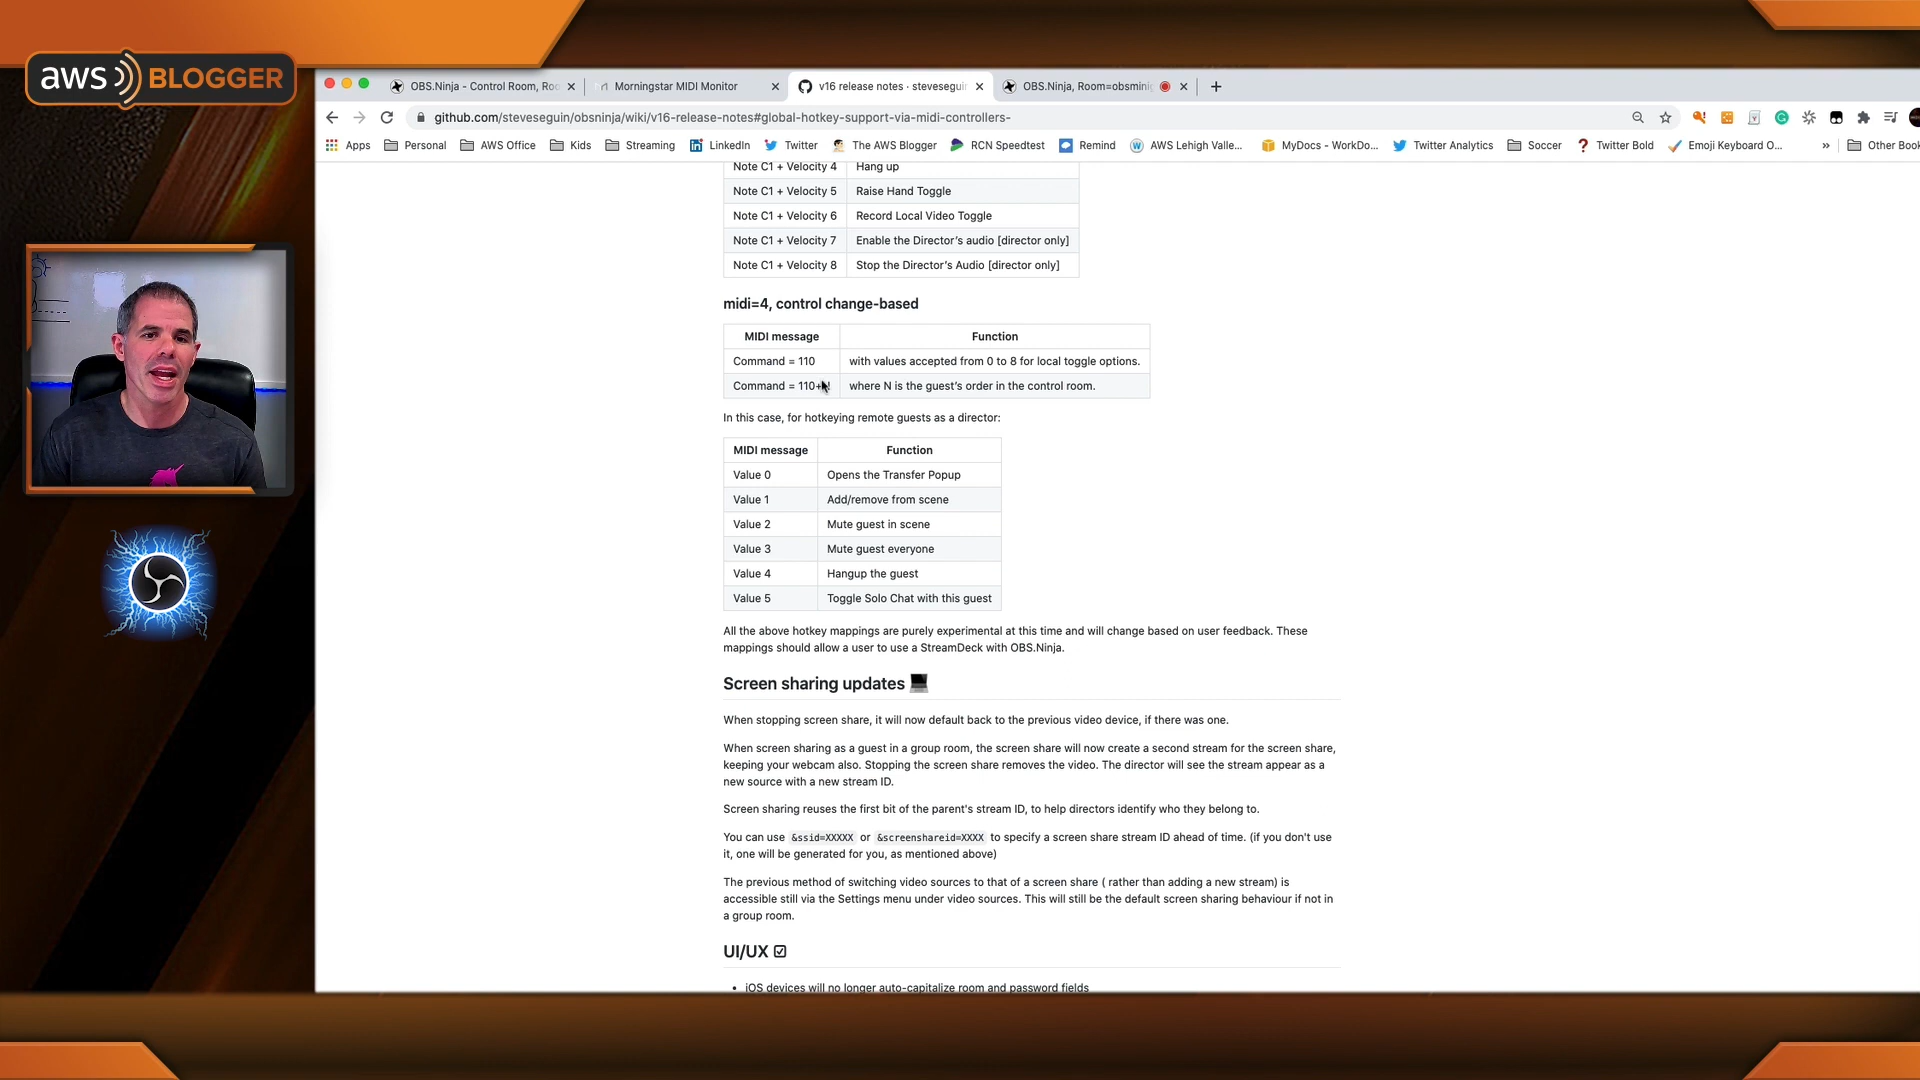 aws BLOGGER
OBS.Ninja - Control Room, Roo
Morningstar MIDI Monitor
v16 release notes · stevesegui
OBS.Ninja, Room=obsmini
github.com/steveseguin/obsninja/wiki/v16-release-notes#global-hotkey-support-via-midi-controllers-
Apps Personal AWS Office Kids Streaming LinkedIn Twitter The AWS Blogger RCN Speedtest Remind AWS Lehigh Valle... MyDocs - WorkDo... Twitter Analytics Soccer Twitter Bold Emoji Keyboard O... » Other Book
Note C1 + Velocity 4 Hang up
Note C1 + Velocity 5 Raise Hand Toggle
Note C1 + Velocity 6 Record Local Video Toggle
Note C1 + Velocity 7 Enable the Director's audio [director only]
Note C1 + Velocity 8 Stop the Director's Audio [director only]
midi=4, control change-based
MIDI message Function
Command = 110 with values accepted from 0 to 8 for local toggle options.
Command = 110+ where N is the guest's order in the control room.
In this case, for hotkeying remote guests as a director:
MIDI message Function
Value 0 Opens the Transfer Popup
Value 1 Add/remove from scene
Value 2 Mute guest in scene
Value 3 Mute guest everyone
Value 4 Hangup the guest
Value 5 Toggle Solo Chat with this guest
All the above hotkey mappings are purely experimental at this time and will change based on user feedback. These
mappings should allow a user to use a StreamDeck with OBS.Ninja.
Screen sharing updates 💻
When stopping screen share, it will now default back to the previous video device, if there was one.
When screen sharing as a guest in a group room, the screen share will now create a second stream for the screen share,
keeping your webcam also. Stopping the screen share removes the video. The director will see the stream appear as a
new source with a new stream ID.
Screen sharing reuses the first bit of the parent's stream ID, to help directors identify who they belong to.
You can use &ssid=XXXXX or &screenshareid=XXXX to specify a screen share stream ID ahead of time. (if you don't use
it, one will be generated for you, as mentioned above)
The previous method of switching video sources to that of a screen share ( rather than adding a new stream) is
accessible still via the Settings menu under video sources. This will still be the default screen sharing behaviour if not in
a group room.
UI/UX ☑
• iOS devices will no longer auto-capitalize room and password fields